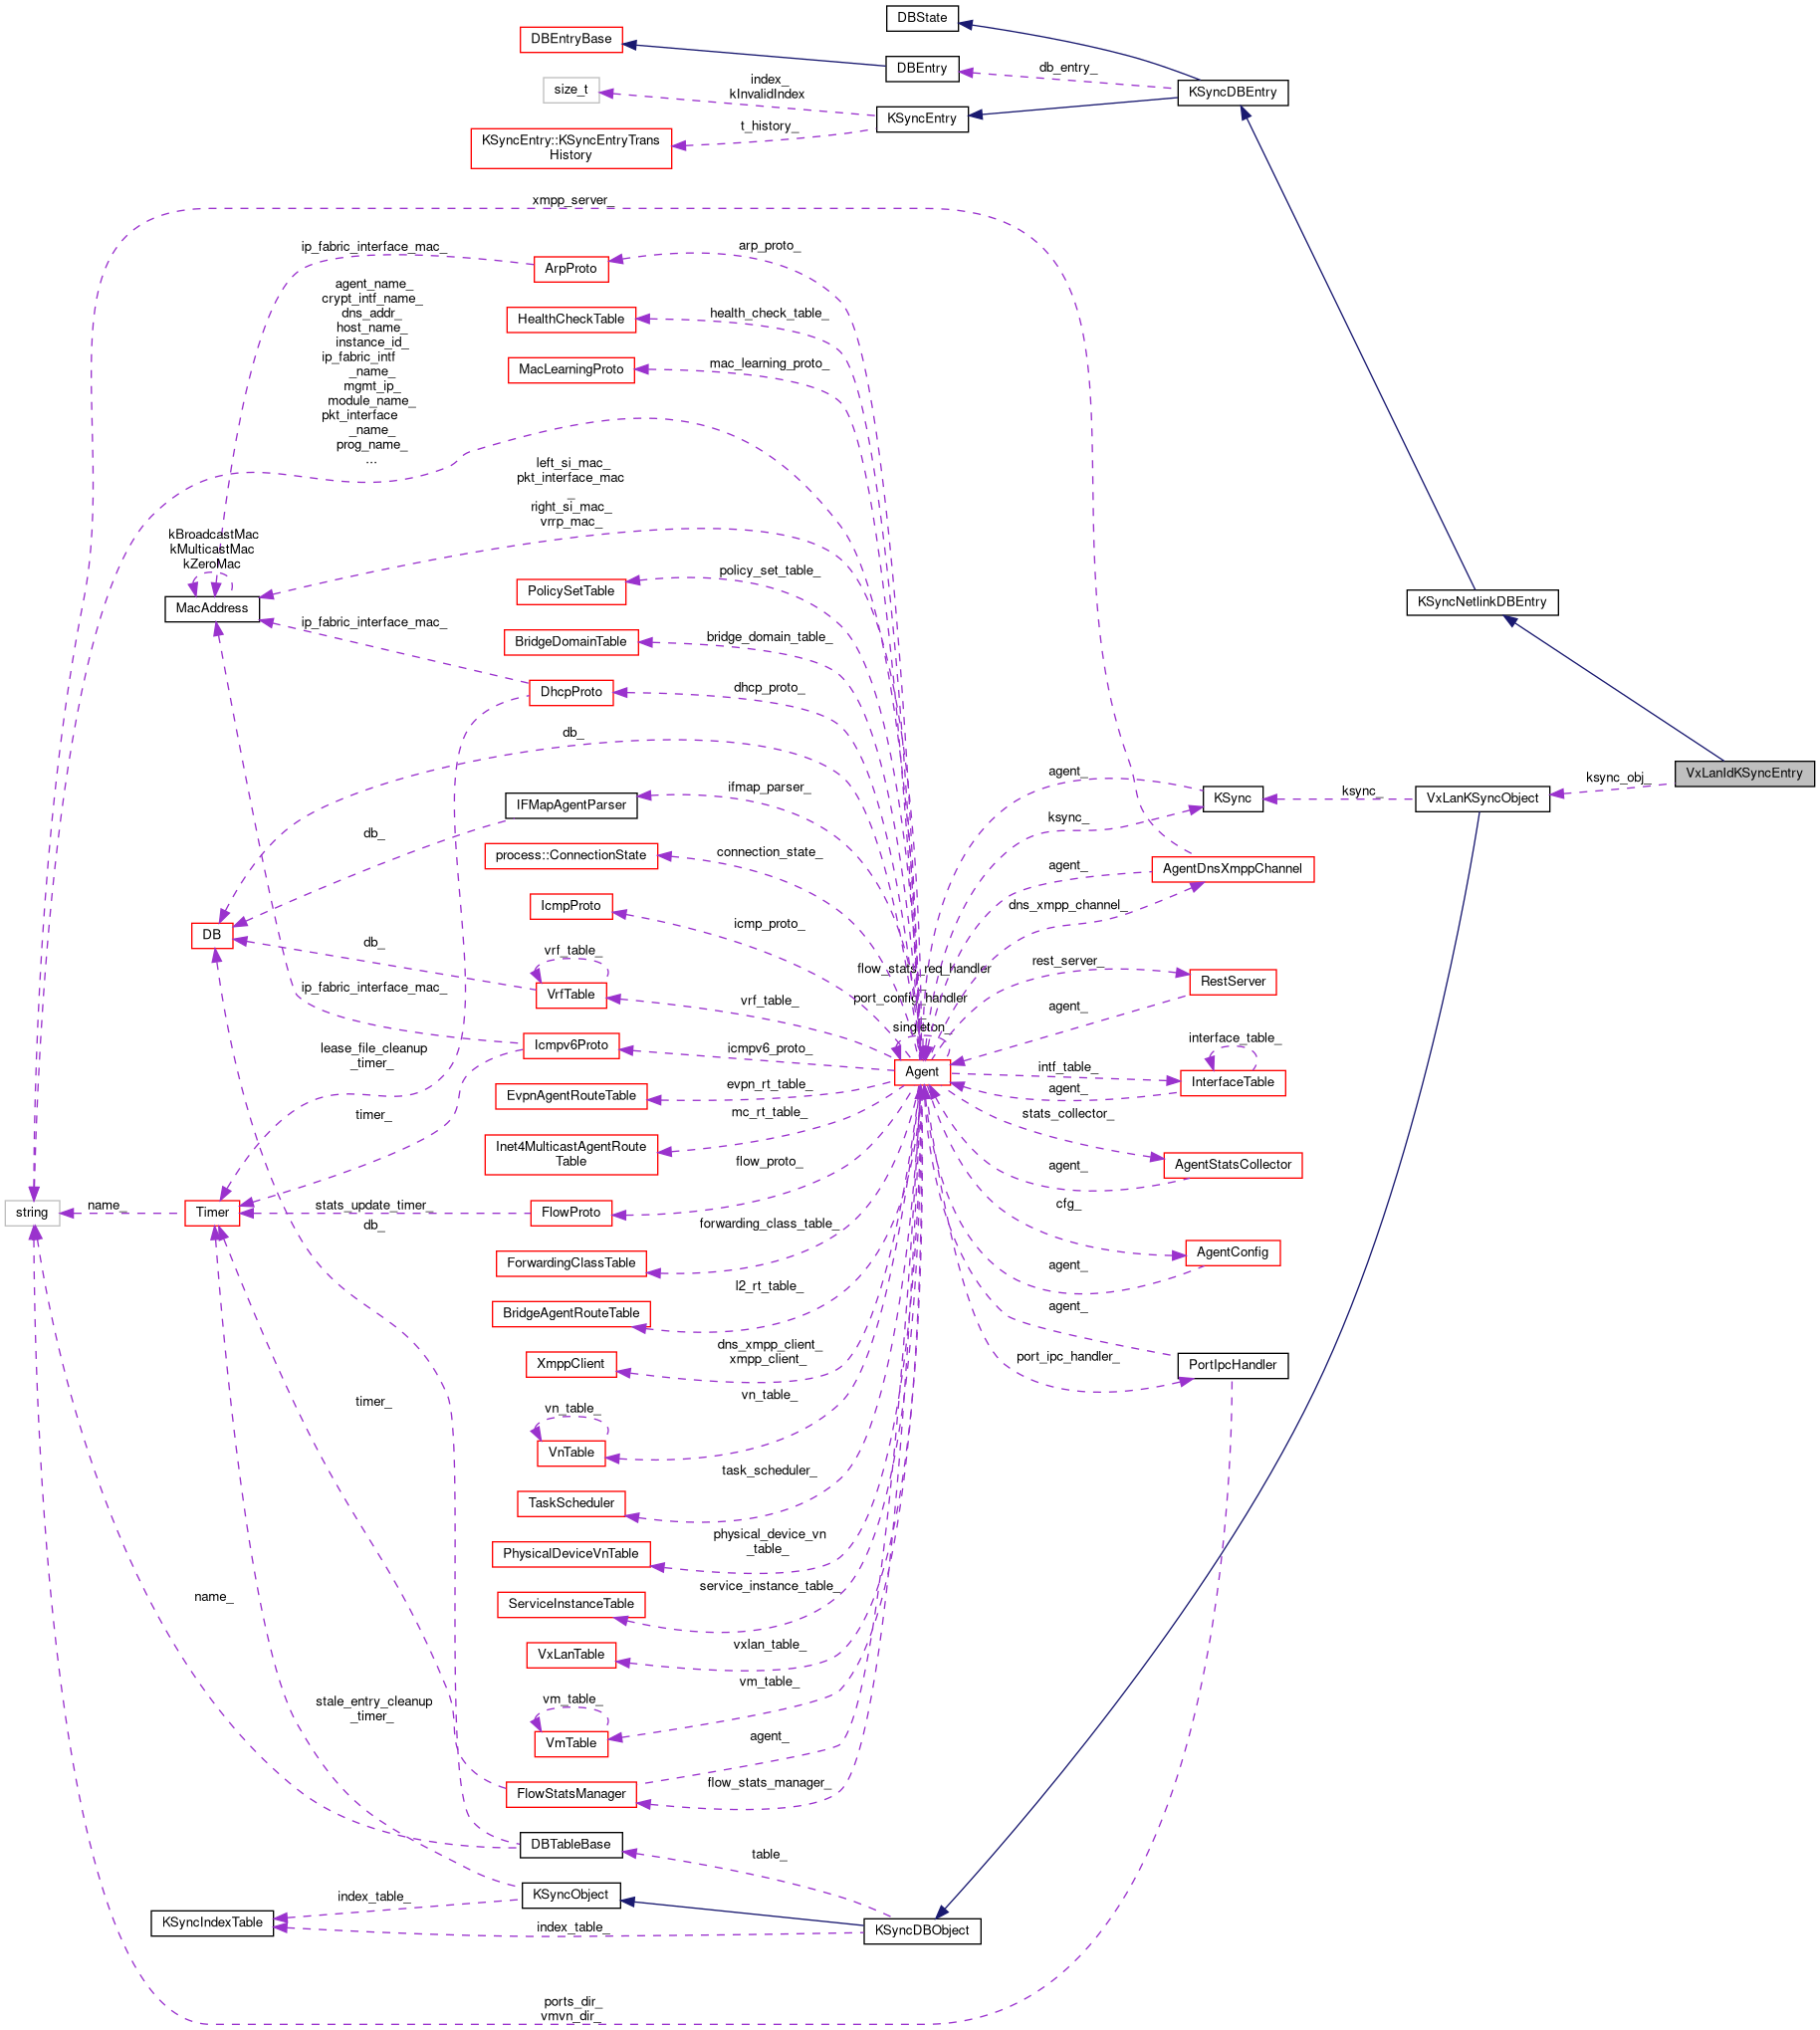 DBState
DBEntryBase
DBEntry
db_entry_
size_t
index_
kInvalidIndex
KSyncDBEntry
KSyncEntry
t_history_
KSyncEntry::KSyncEntryTrans
History
xmpp_server_
ip_fabric_interface_mac_
arp_proto_
ArpProto
agent_name_
crypt_intf_name_
dns_addr_
host_name_
instance_id_
ip_fabric_intf
_name_
mgmt_ip_
module_name_
pkt_interface
_name_
prog_name_
...
health_check_table_
HealthCheckTable
mac_learning_proto_
MacLearningProto
left_si_mac_
pkt_interface_mac
_
right_si_mac_
vrrp_mac_
kBroadcastMac
kMulticastMac
kZeroMac
MacAddress
policy_set_table_
PolicySetTable
KSyncNetlinkDBEntry
ip_fabric_interface_mac_
bridge_domain_table_
BridgeDomainTable
dhcp_proto_
DhcpProto
db_
VxLanIdKSyncEntry
ksync_obj_
agent_
ifmap_parser_
IFMapAgentParser
KSync
ksync_
VxLanKSyncObject
db_
ksync_
connection_state_
process::ConnectionState
agent_
AgentDnsXmppChannel
icmp_proto_
IcmpProto
dns_xmpp_channel_
DB
db_
vrf_table_
VrfTable
vrf_table_
flow_stats_req_handler
_
port_config_handler
_
singleton_
rest_server_
RestServer
ip_fabric_interface_mac_
agent_
interface_table_
lease_file_cleanup
_timer_
Icmpv6Proto
icmpv6_proto_
Agent
intf_table_
InterfaceTable
agent_
evpn_rt_table_
EvpnAgentRouteTable
timer_
mc_rt_table_
stats_collector_
Inet4MulticastAgentRoute
Table
flow_proto_
agent_
AgentStatsCollector
string
name_
Timer
stats_update_timer_
FlowProto
cfg_
db_
forwarding_class_table_
ForwardingClassTable
agent_
AgentConfig
l2_rt_table_
BridgeAgentRouteTable
agent_
dns_xmpp_client_
xmpp_client_
XmppClient
port_ipc_handler_
PortIpcHandler
timer_
vn_table_
VnTable
vn_table_
task_scheduler_
TaskScheduler
physical_device_vn
_table_
PhysicalDeviceVnTable
name_
service_instance_table_
ServiceInstanceTable
vxlan_table_
VxLanTable
stale_entry_cleanup
_timer_
vm_table_
VmTable
vm_table_
agent_
flow_stats_manager_
FlowStatsManager
DBTableBase
table_
KSyncObject
index_table_
KSyncIndexTable
index_table_
KSyncDBObject
ports_dir_
vmvn_dir_